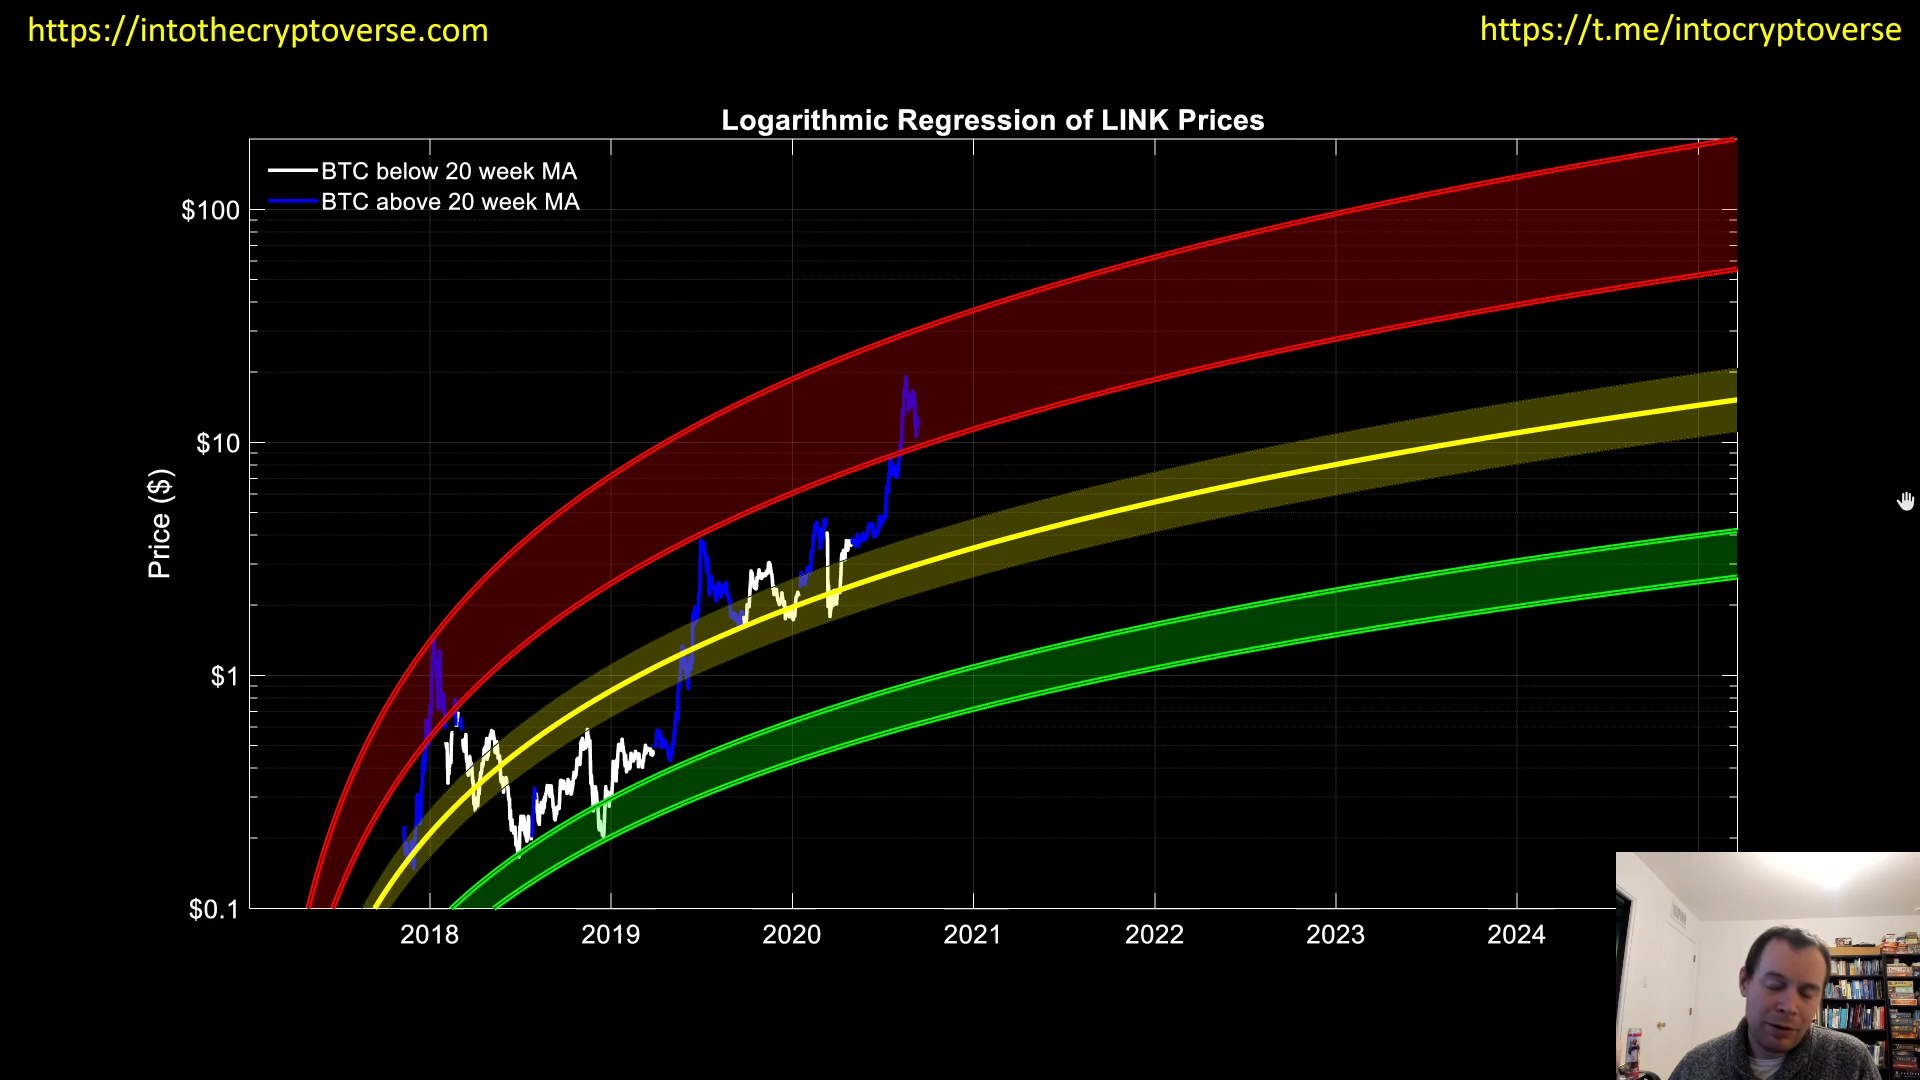 https://intothecryptoverse.com
https://t.me/intocryptoverse
Logarithmic Regression of LINK Prices
BTC below 20 week MA
BTC above 20 week MA
Price ($)
$100
$10
$1
$0.1
2018 2019 2020 2021 2022 2023 2024